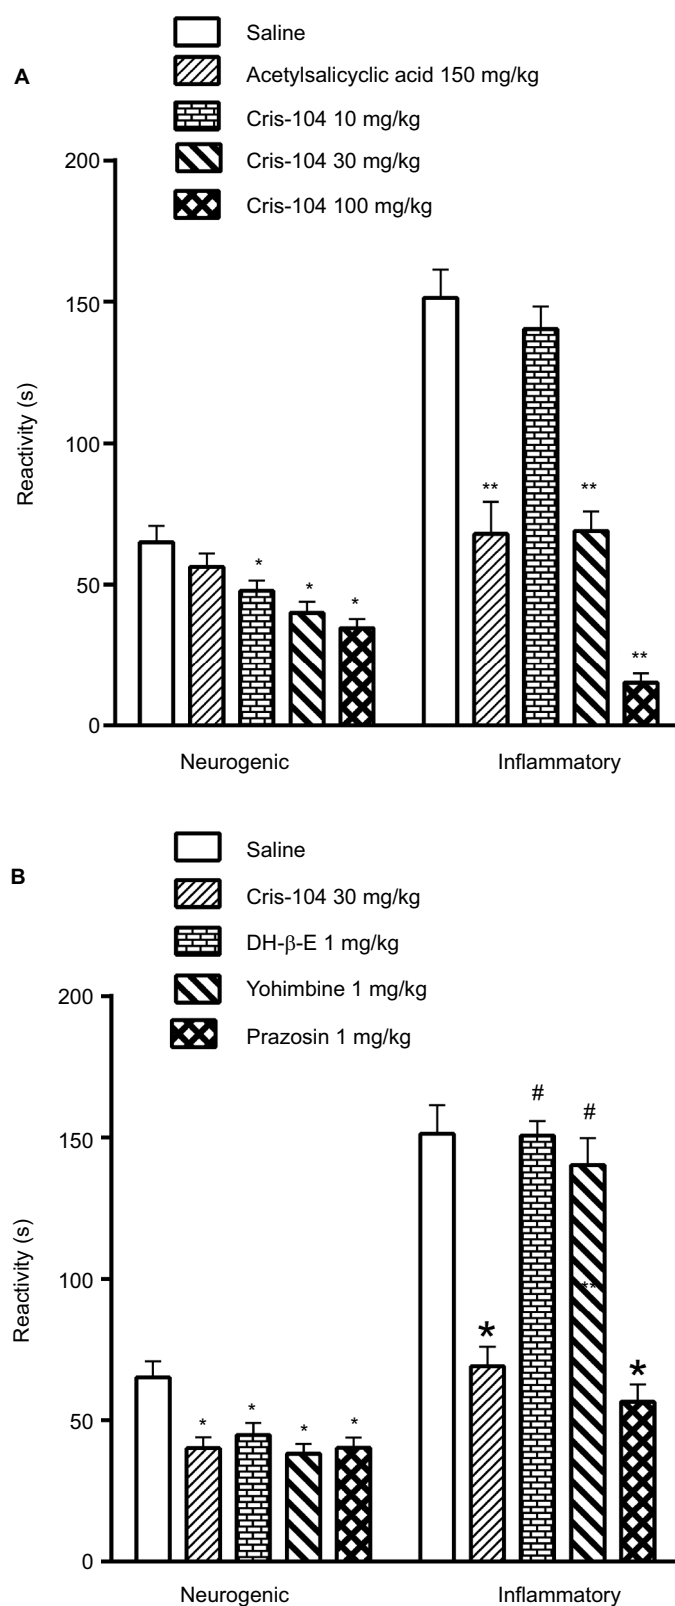 Saline
A
Acetylsalicyclic acid 150 mg/kg
Cris-104 10 mg/kg
Cris-104 30 mg/kg
Cris-104 100 mg/kg
200
150
100
50
0
Reactivity (s)
*
*
*
**
**
**
Neurogenic
Inflammatory
Saline
B
Cris-104 30 mg/kg
DH-β-E 1 mg/kg
Yohimbine 1 mg/kg
Prazosin 1 mg/kg
200
150
100
50
0
Reactivity (s)
*
*
*
*
*
#
#
**
*
Neurogenic
Inflammatory